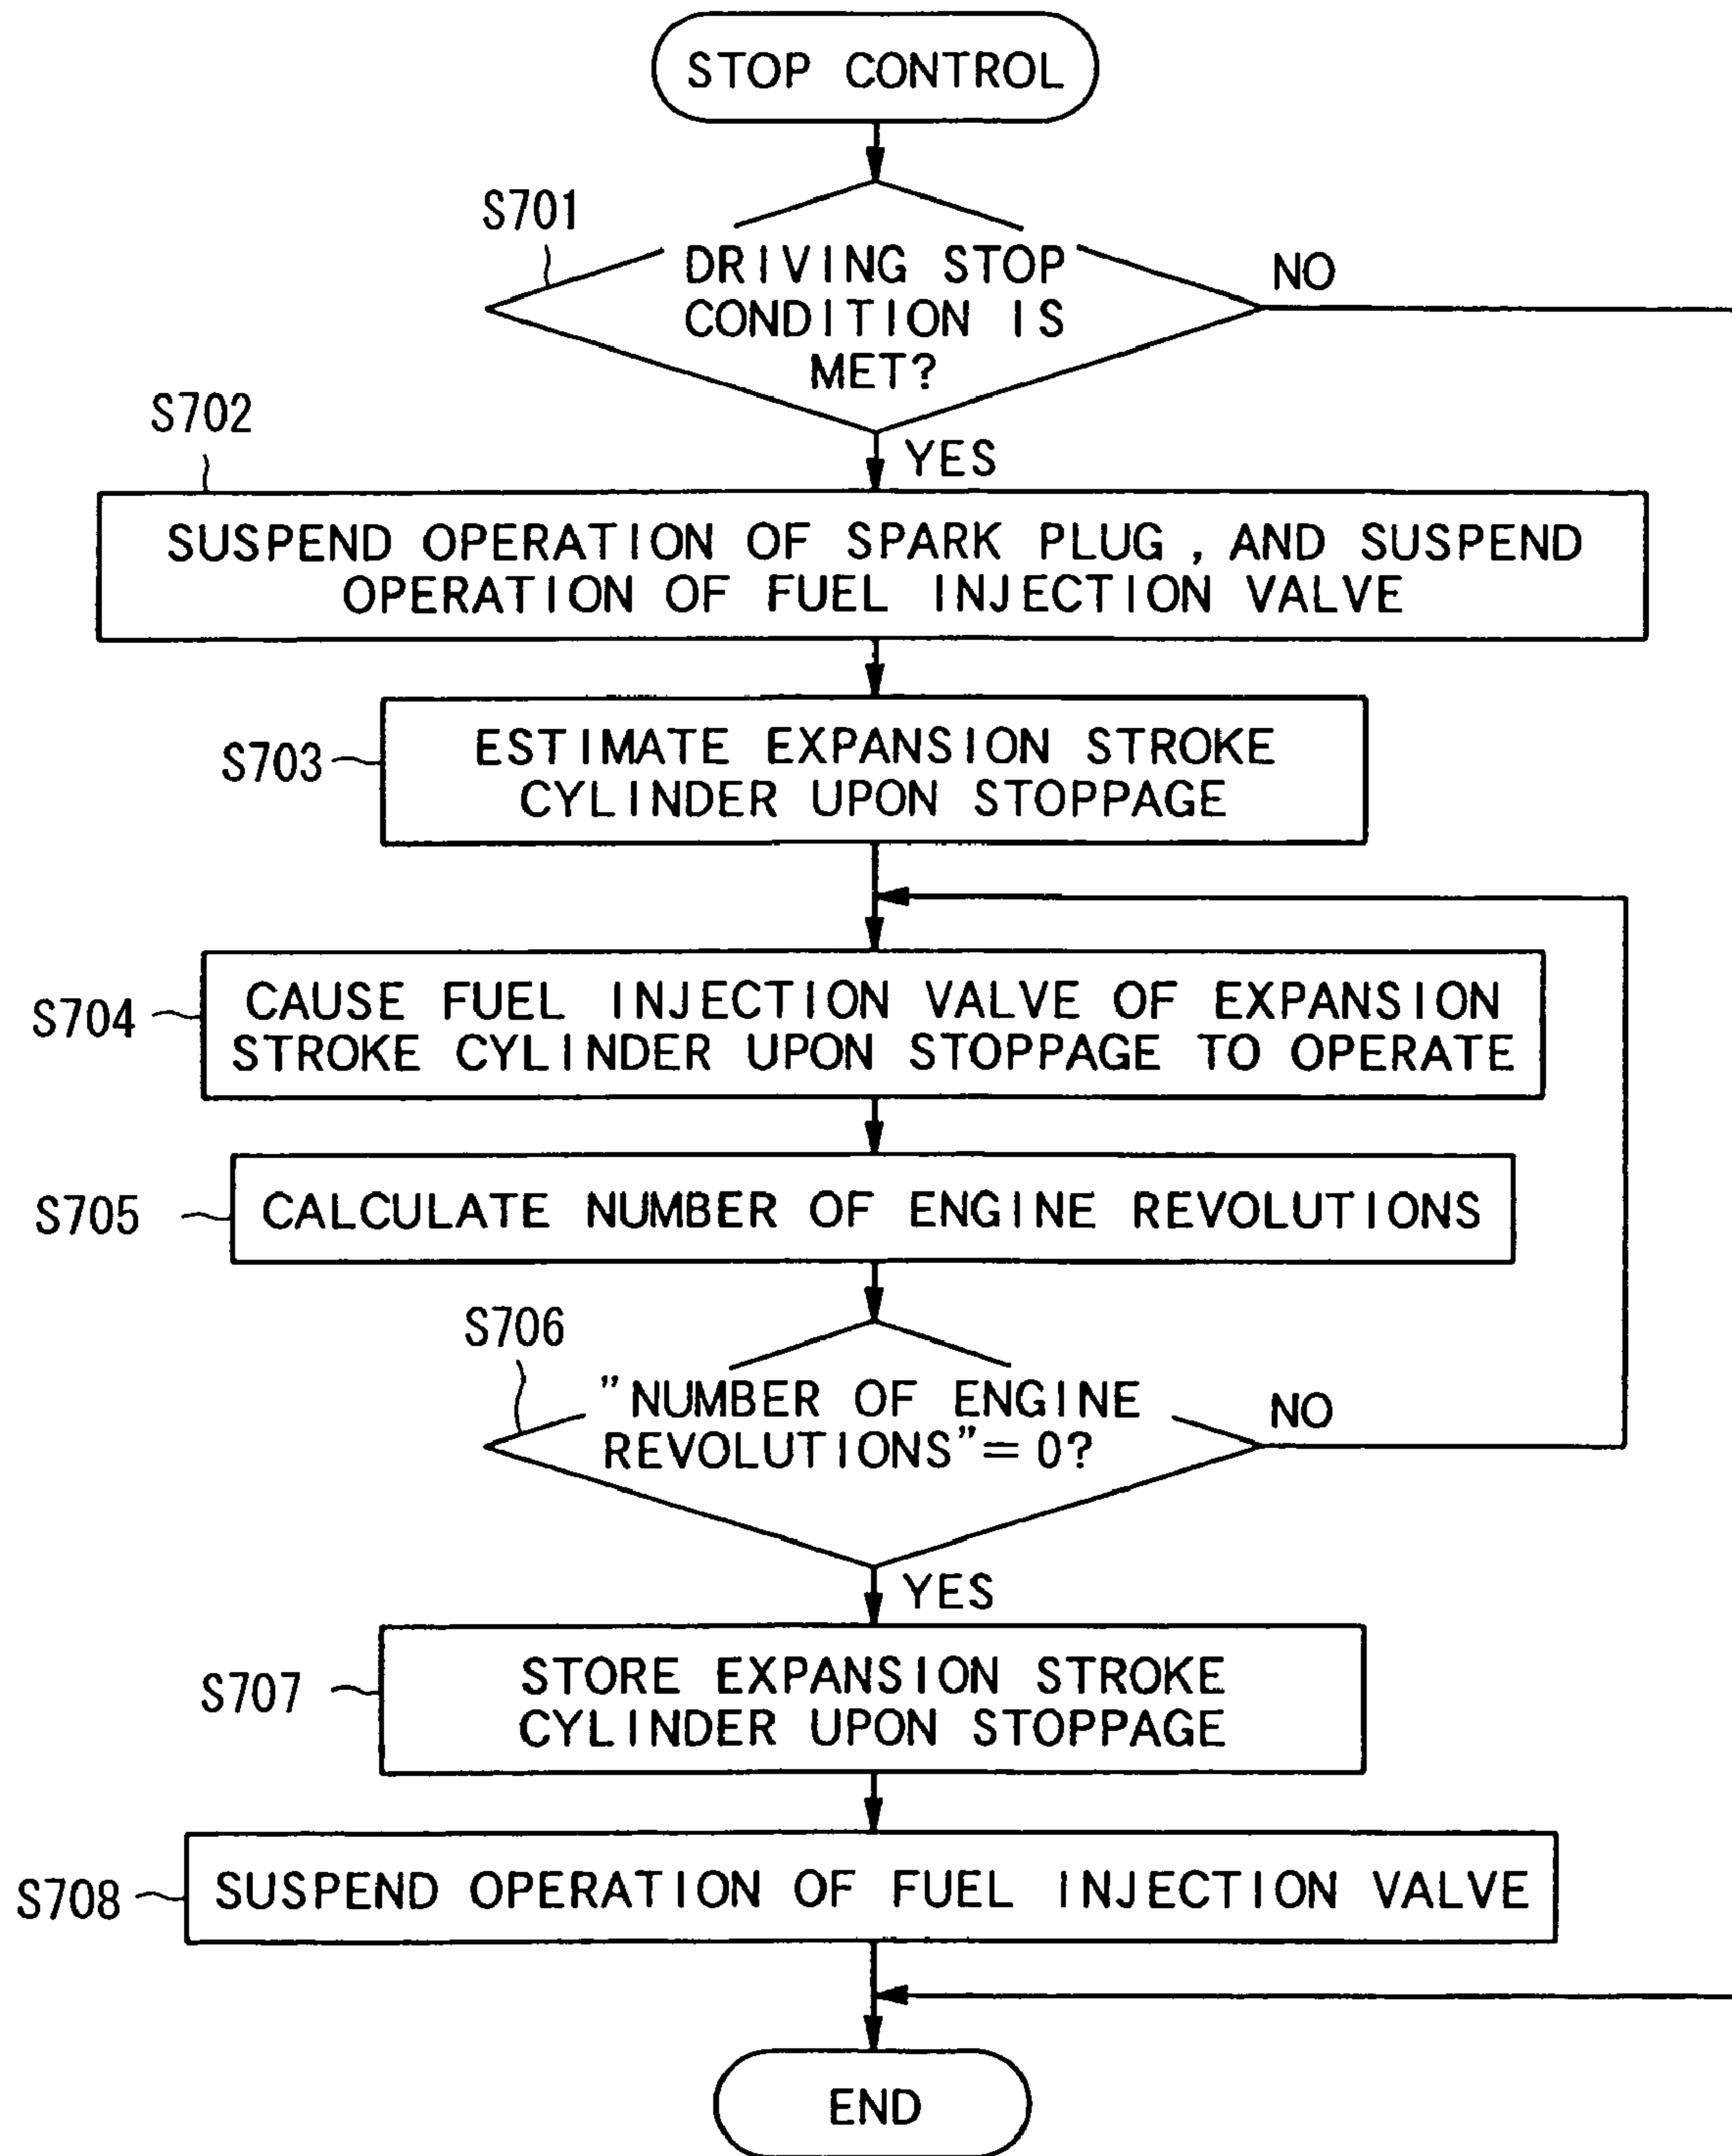 STOP CONTROL
S701
DRIVING STOP
CONDITION IS
MET?
NO
YES
S702
SUSPEND OPERATION OF SPARK PLUG, AND SUSPEND
OPERATION OF FUEL INJECTION VALVE
S703
ESTIMATE EXPANSION STROKE
CYLINDER UPON STOPPAGE
S704
CAUSE FUEL INJECTION VALVE OF EXPANSION
STROKE CYLINDER UPON STOPPAGE TO OPERATE
S705
CALCULATE NUMBER OF ENGINE REVOLUTIONS
S706
”NUMBER OF ENGINE
REVOLUTIONS”=0?
NO
YES
S707
STORE EXPANSION STROKE
CYLINDER UPON STOPPAGE
S708
SUSPEND OPERATION OF FUEL INJECTION VALVE
END